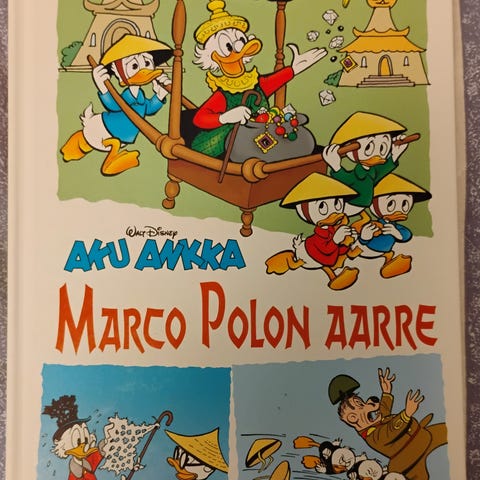 Walt Disney
AKU ANKKA
MARCO POLON AARRE